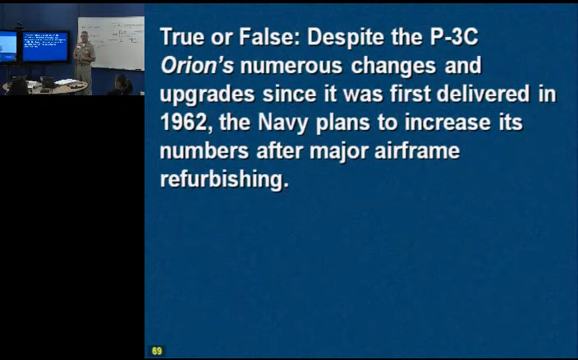 True or False: Despite the P-3C
Orion's numerous changes and
upgrades since it was first delivered in
1962, the Navy plans to increase its
numbers after major airframe
refurbishing.
69